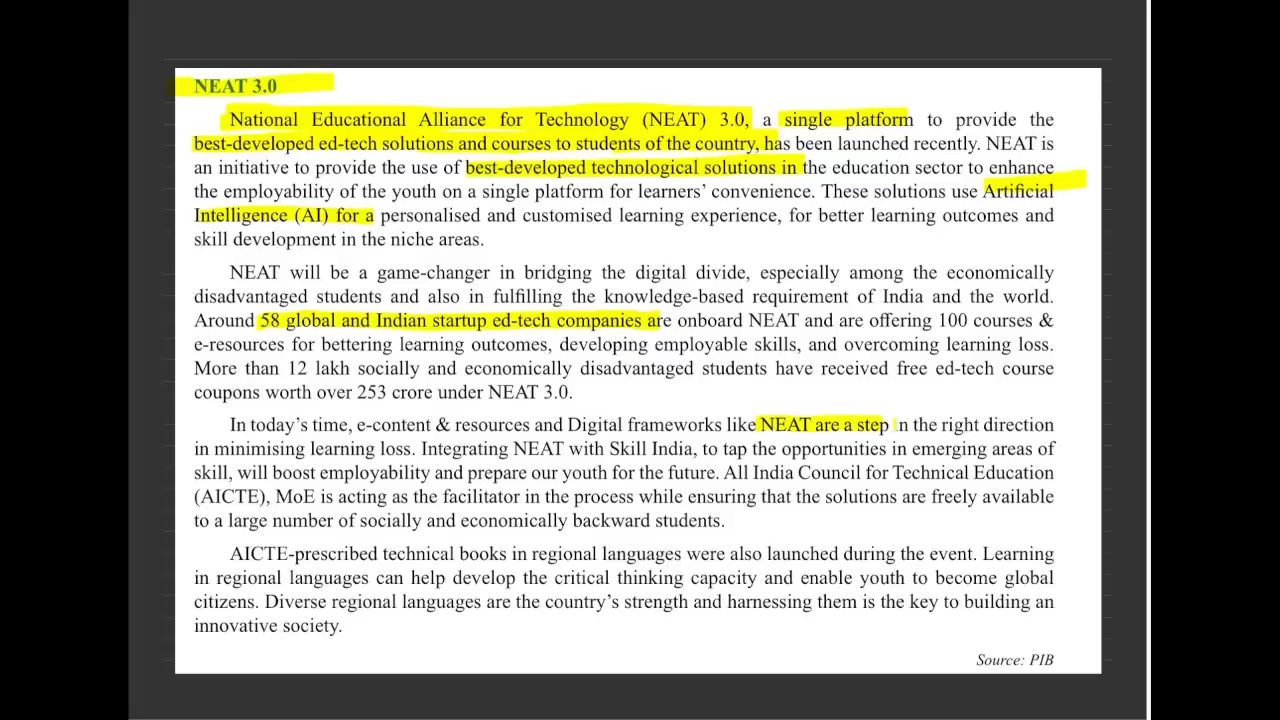 NEAT 3.0
National Educational Alliance for Technology (NEAT) 3.0, a single platform to provide the
best-developed ed-tech solutions and courses to students of the country, has been launched recently. NEAT is
an initiative to provide the use of best-developed technological solutions in the education sector to enhance
the employability of the youth on a single platform for learners’ convenience. These solutions use Artificial
Intelligence (AI) for a personalised and customised learning experience, for better learning outcomes and
skill development in the niche areas.
NEAT will be a game-changer in bridging the digital divide, especially among the economically
disadvantaged students and also in fulfilling the knowledge-based requirement of India and the world.
Around 58 global and Indian startup ed-tech companies are onboard NEAT and are offering 100 courses &
e-resources for bettering learning outcomes, developing employable skills, and overcoming learning loss.
More than 12 lakh socially and economically disadvantaged students have received free ed-tech course
coupons worth over 253 crore under NEAT 3.0.
In today’s time, e-content & resources and Digital frameworks like NEAT are a step in the right direction
in minimising learning loss. Integrating NEAT with Skill India, to tap the opportunities in emerging areas of
skill, will boost employability and prepare our youth for the future. All India Council for Technical Education
(AICTE), MoE is acting as the facilitator in the process while ensuring that the solutions are freely available
to a large number of socially and economically backward students.
AICTE-prescribed technical books in regional languages were also launched during the event. Learning
in regional languages can help develop the critical thinking capacity and enable youth to become global
citizens. Diverse regional languages are the country’s strength and harnessing them is the key to building an
innovative society.
Source: PIB